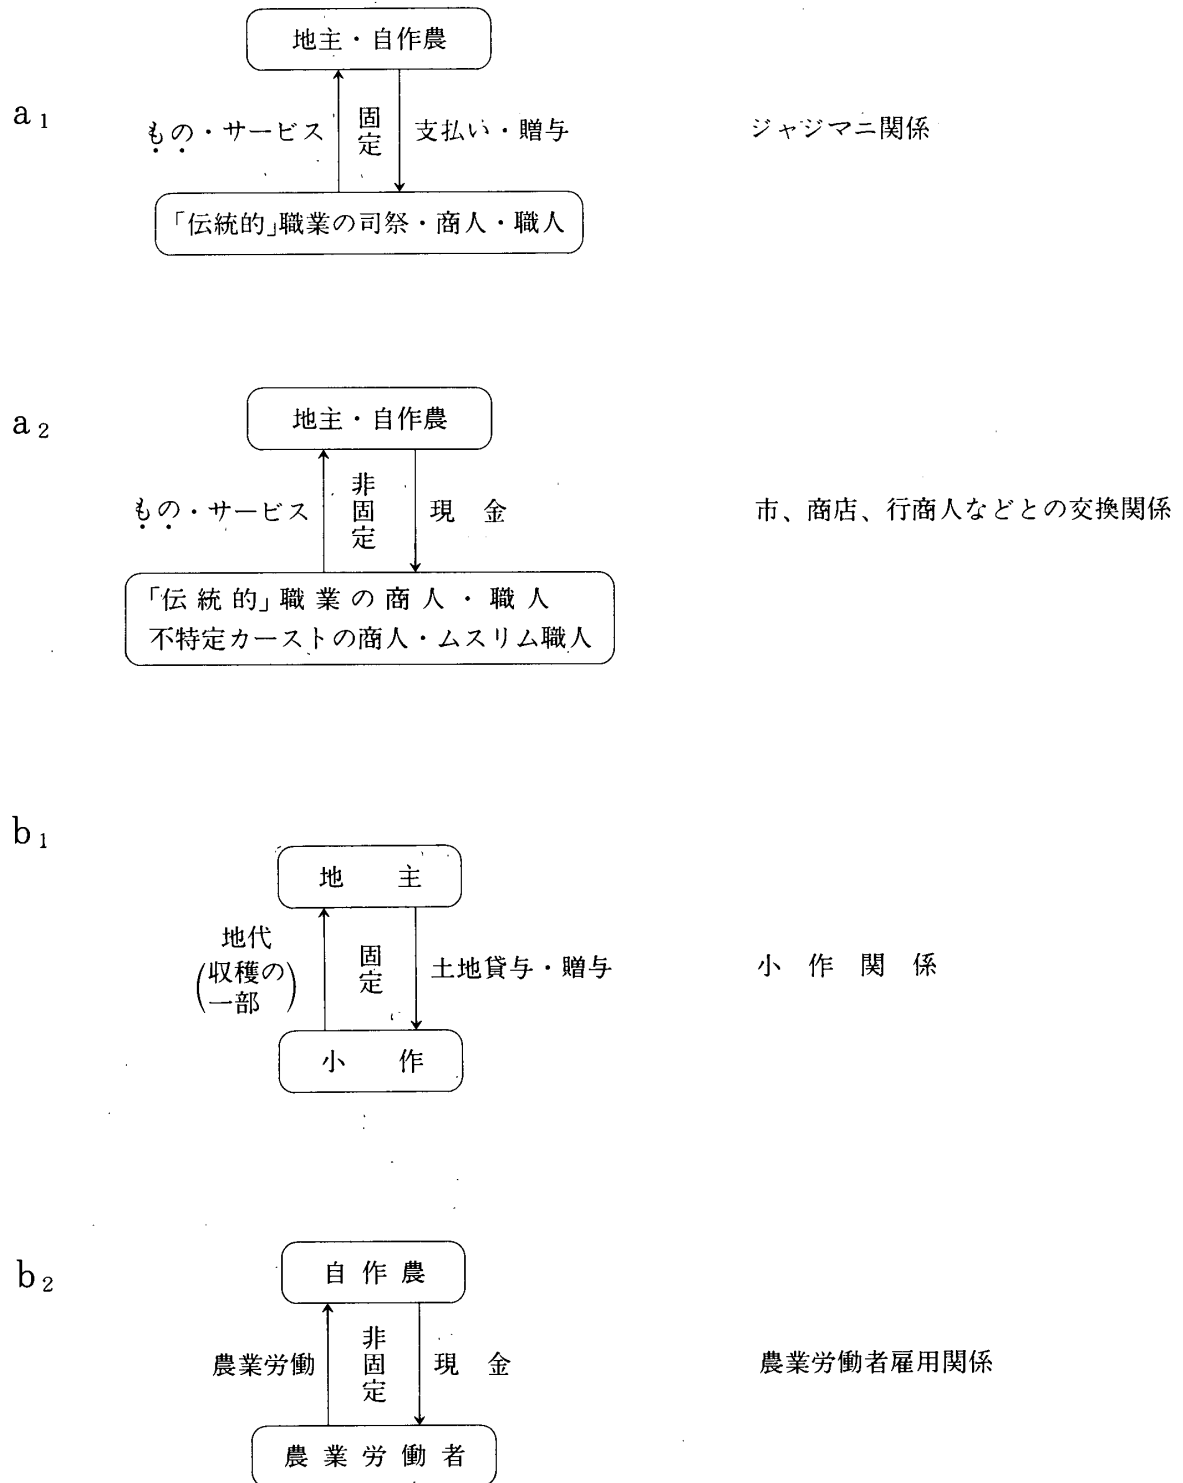 地主・自作農
a₁
もの・サービス
固定
支払い・贈与
ジャジマニ関係
「伝統的」職業の司祭・商人・職人
地主・自作農
a₂
もの・サービス
非固定
現金
市、商店、行商人などとの交換関係
「伝統的」職業の商人・職人
不特定カーストの商人・ムスリム職人
b₁
地主
地代
(収穫の
一部)
固定
土地貸与・贈与
小作関係
小作
b₂
自作農
農業労働
非固定
現金
農業労働者雇用関係
農業労働者